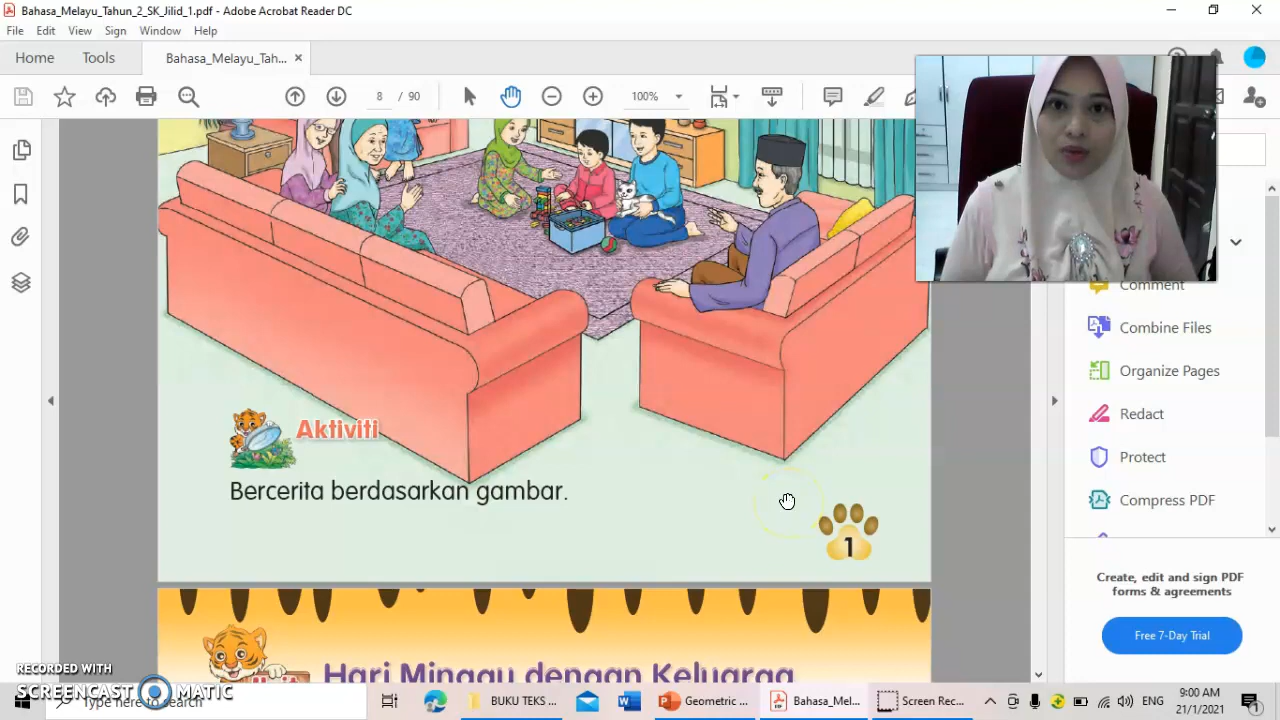 Bahasa_Melayu_Tahun_2_SK_Jilid_1.pdf - Adobe Acrobat Reader DC
File Edit View Sign Window Help
Home Tools Bahasa_Melayu_Tah... ×
8 / 90 100%
Comment
Combine Files
Organize Pages
Redact
Protect
Compress PDF
Aktiviti
Bercerita berdasarkan gambar.
1
Create, edit and sign PDF
forms & agreements
Free 7-Day Trial
Hari Minggu dengan Keluarga
RECORDED WITH
SCREENCAST MATIC
Type here to search
BUKU TEKS
Geometric ...
Bahasa_Mel...
Screen Rec...
ENG
9:00 AM
21/1/2021
1